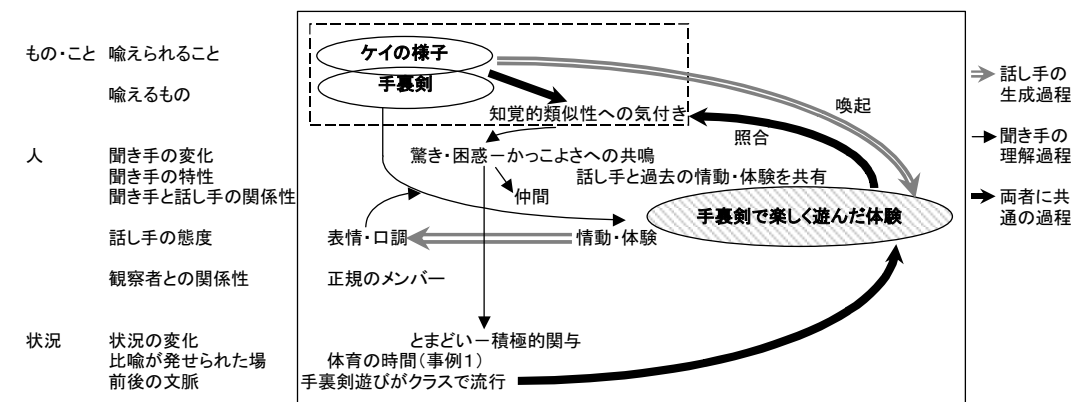 もの・こと 喩えられること ケイの様子
喩えるもの 手裏剣
知覚的類似性への気付き
喚起
照合
人 聞き手の変化 驚き・困惑－かっこよさへの共鳴
聞き手の特性 話し手と過去の情動・体験を共有
聞き手と話し手の関係性 仲間
手裏剣で楽しく遊んだ体験
話し手の態度 表情・口調 情動・体験
観察者との関係性 正規のメンバー
状況 状況の変化 とまどい－積極的関与
比喩が発せられた場 体育の時間（事例１）
前後の文脈 手裏剣遊びがクラスで流行
話し手の
生成過程
聞き手の
理解過程
両者に共
通の過程